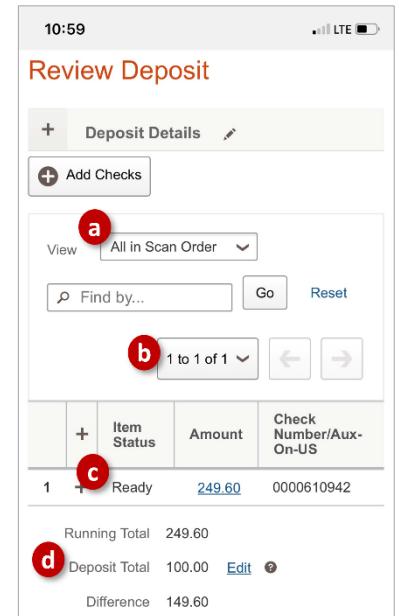 10:59 LTE
Review Deposit
+ Deposit Details
Add Checks
a
View All in Scan Order
Find by... Go Reset
b 1 to 1 of 1
+ Item Status Amount Check Number/Aux-On-US
c
1 + Ready 249.60 0000610942
Running Total 249.60
d Deposit Total 100.00 Edit ?
Difference 149.60